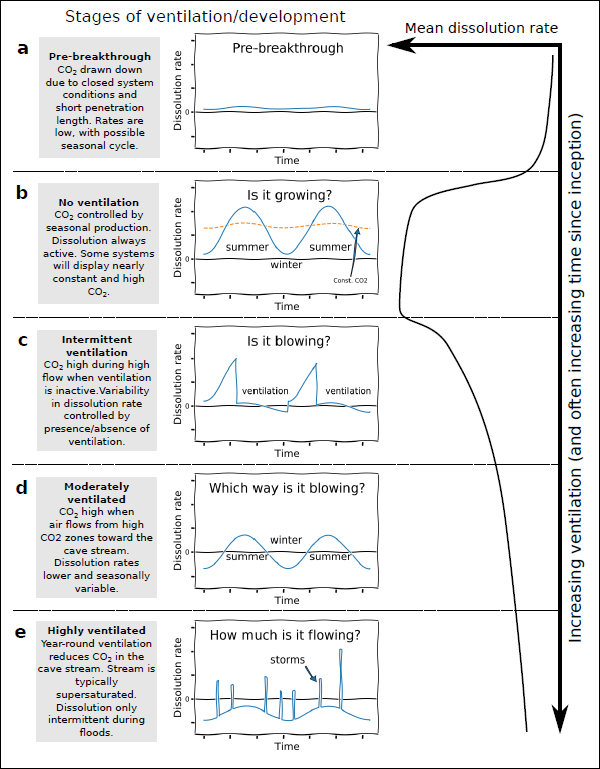 Stages of ventilation/development
Mean dissolution rate
a
Pre-breakthrough
CO2 drawn down
due to closed system
conditions and
short penetration
length. Rates are
low, with possible
seasonal cycle.
Dissolution rate
0
Pre-breakthrough
Time
b
No ventilation
CO2 controlled by
seasonal production.
Dissolution always
active. Some systems
will display nearly
constant and high
CO2.
Dissolution rate
0
Is it growing?
summer
summer
winter
Const. CO2
Time
c
Intermittent
ventilation
CO2 high during high
flow when ventilation
is inactive.Variability
in dissolution rate
controlled by
presence/absence of
ventilation.
Dissolution rate
0
Is it blowing?
ventilation
ventilation
Time
d
Moderately
ventilated
CO2 high when
air flows from high
CO2 zones toward the
cave stream.
Dissolution rates
lower and seasonally
variable.
Dissolution rate
0
Which way is it blowing?
winter
summer
summer
Time
e
Highly ventilated
Year-round ventilation
reduces CO2 in the
cave stream. Stream is
typically
supersaturated.
Dissolution only
intermittent during
floods.
Dissolution rate
0
How much is it flowing?
storms
Time
Increasing ventilation (and often increasing time since inception)